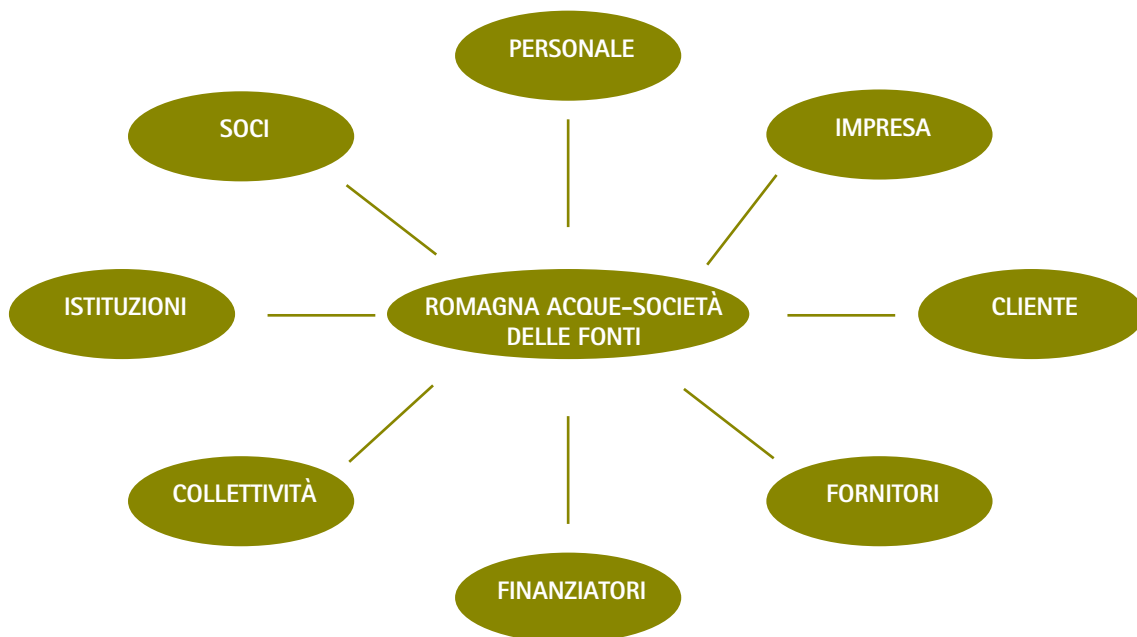 PERSONALE
SOCI
IMPRESA
ISTITUZIONI
ROMAGNA ACQUE-SOCIETÀ
DELLE FONTI
CLIENTE
COLLETTIVITÀ
FORNITORI
FINANZIATORI